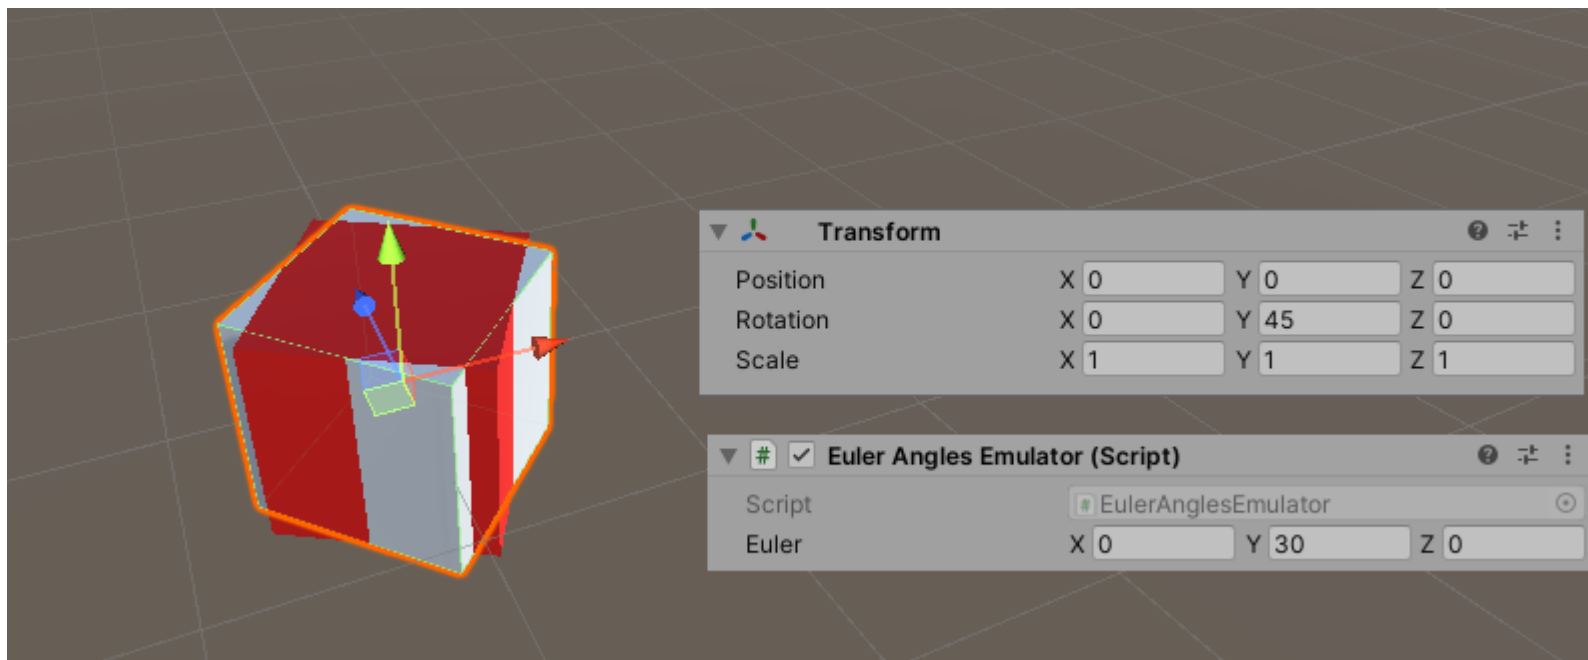 Transform
Position X 0 Y 0 Z 0
Rotation X 0 Y 45 Z 0
Scale X 1 Y 1 Z 1
# Euler Angles Emulator (Script)
Script # EulerAnglesEmulator
Euler X 0 Y 30 Z 0